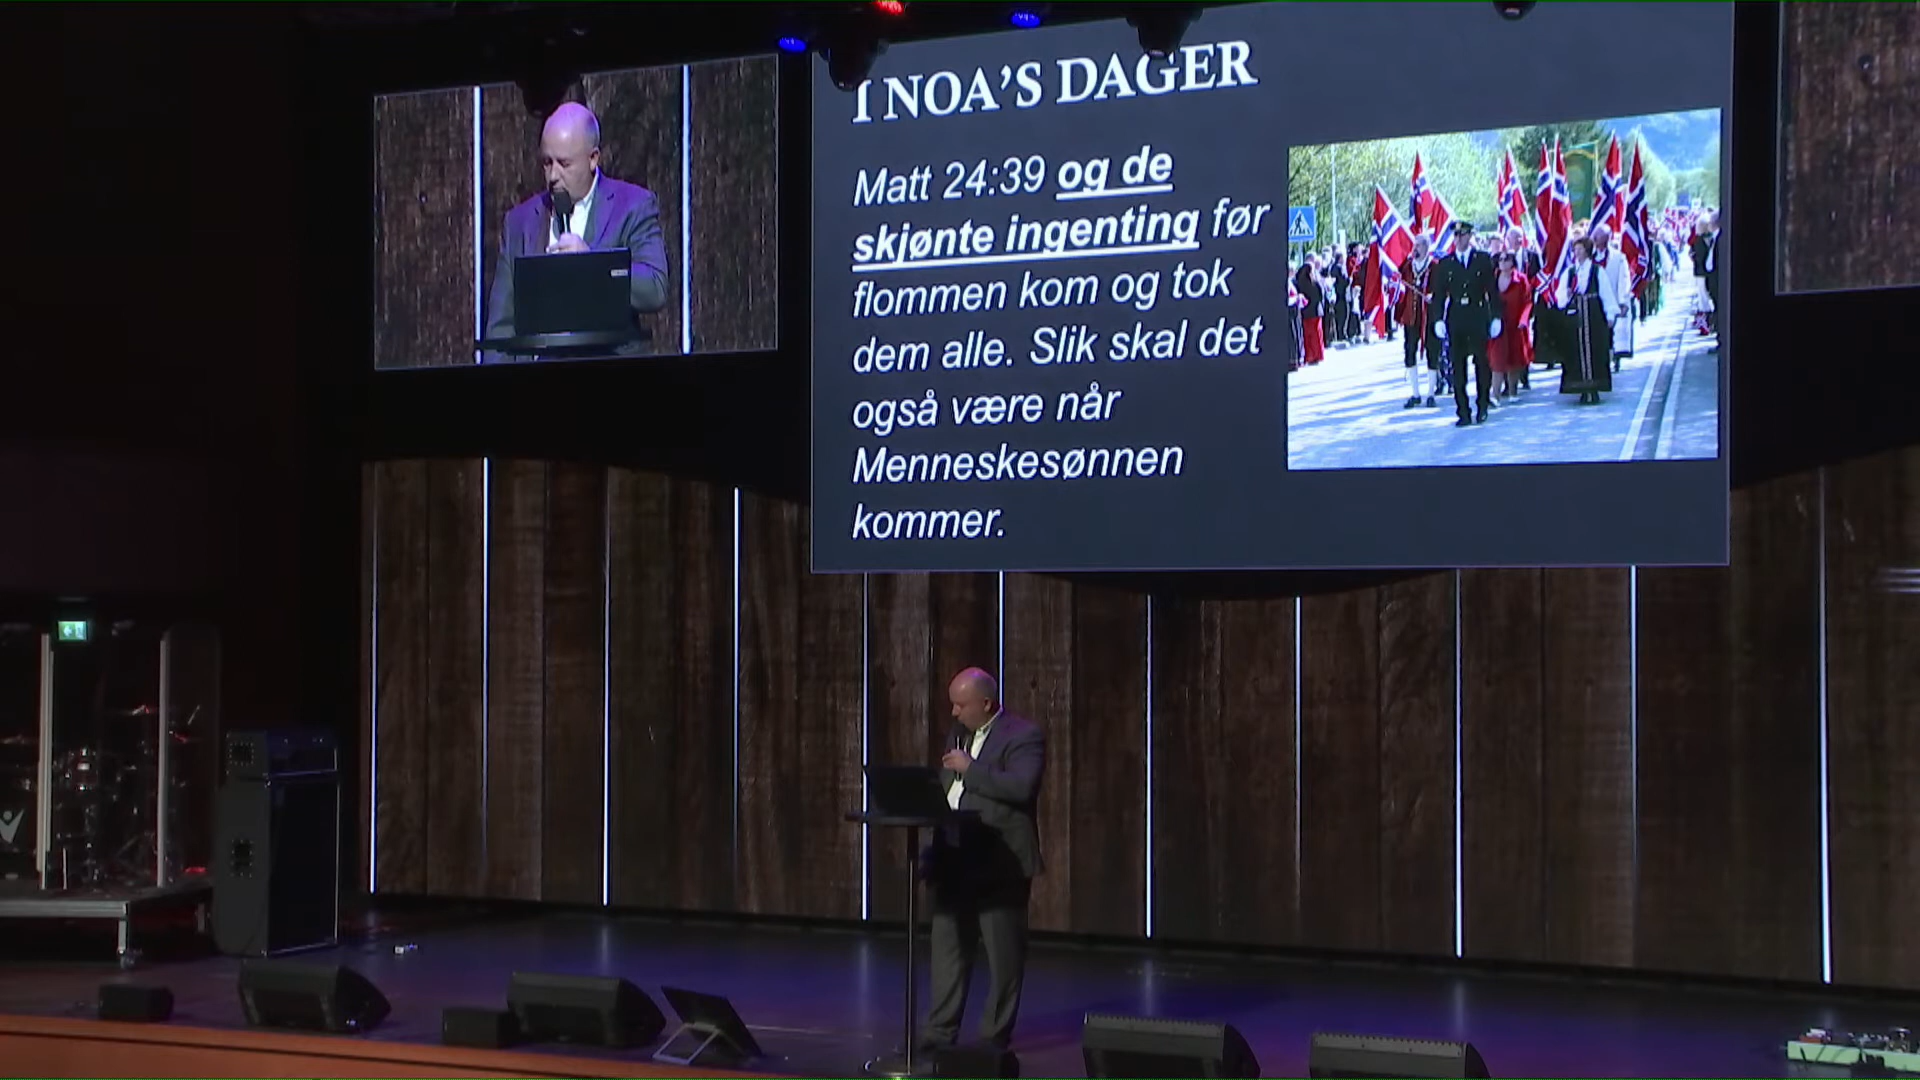 I NOA'S DAGER
Matt 24:39 og de
skjønte ingenting før
flommen kom og tok
dem alle. Slik skal det
også være når
Menneskesønnen
kommer.